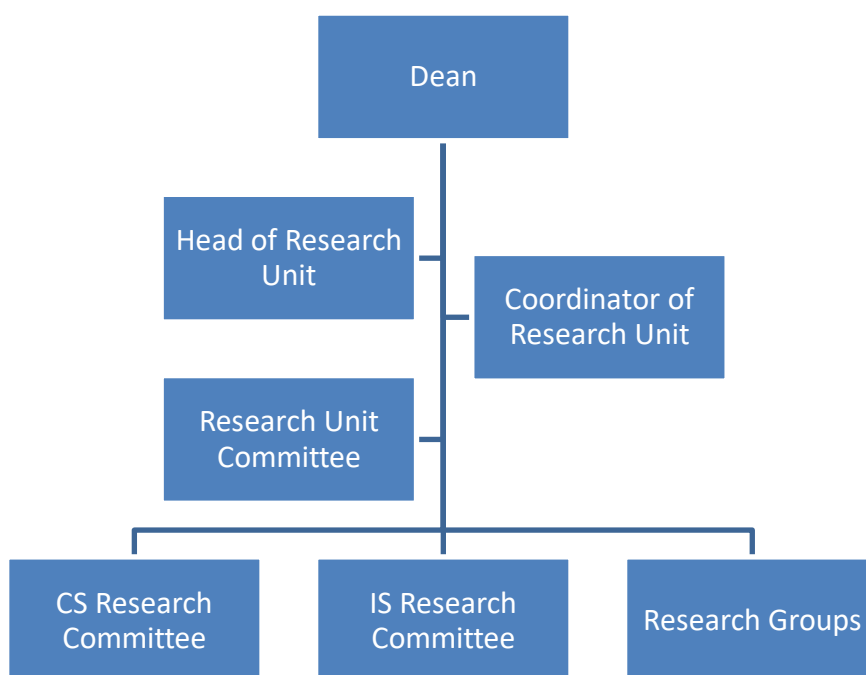 Dean
Head of Research
Unit
Coordinator of
Research Unit
Research Unit
Committee
CS Research
Committee
IS Research
Committee
Research Groups